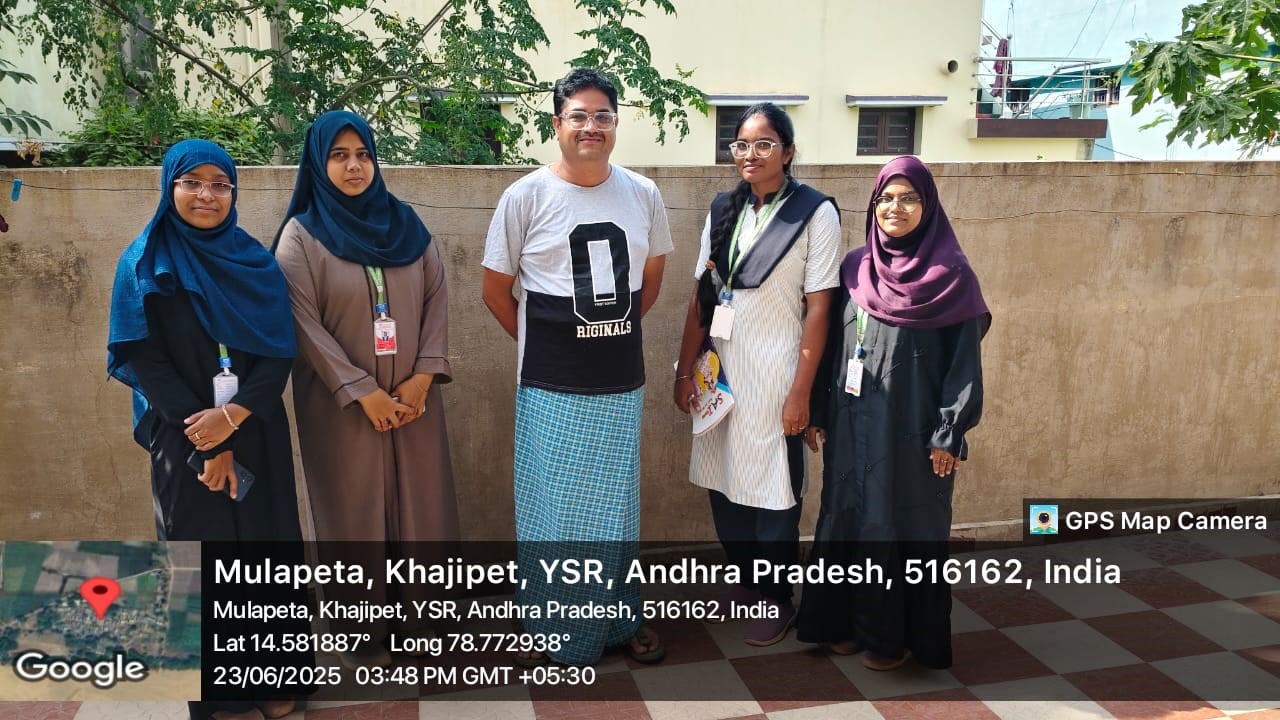 O
RIGINALS
GPS Map Camera
Mulapeta, Khajipet, YSR, Andhra Pradesh, 516162, India
Mulapeta, Khajipet, YSR, Andhra Pradesh, 516162, India
Lat 14.581887° Long 78.772938°
23/06/2025 03:48 PM GMT +05:30
Google